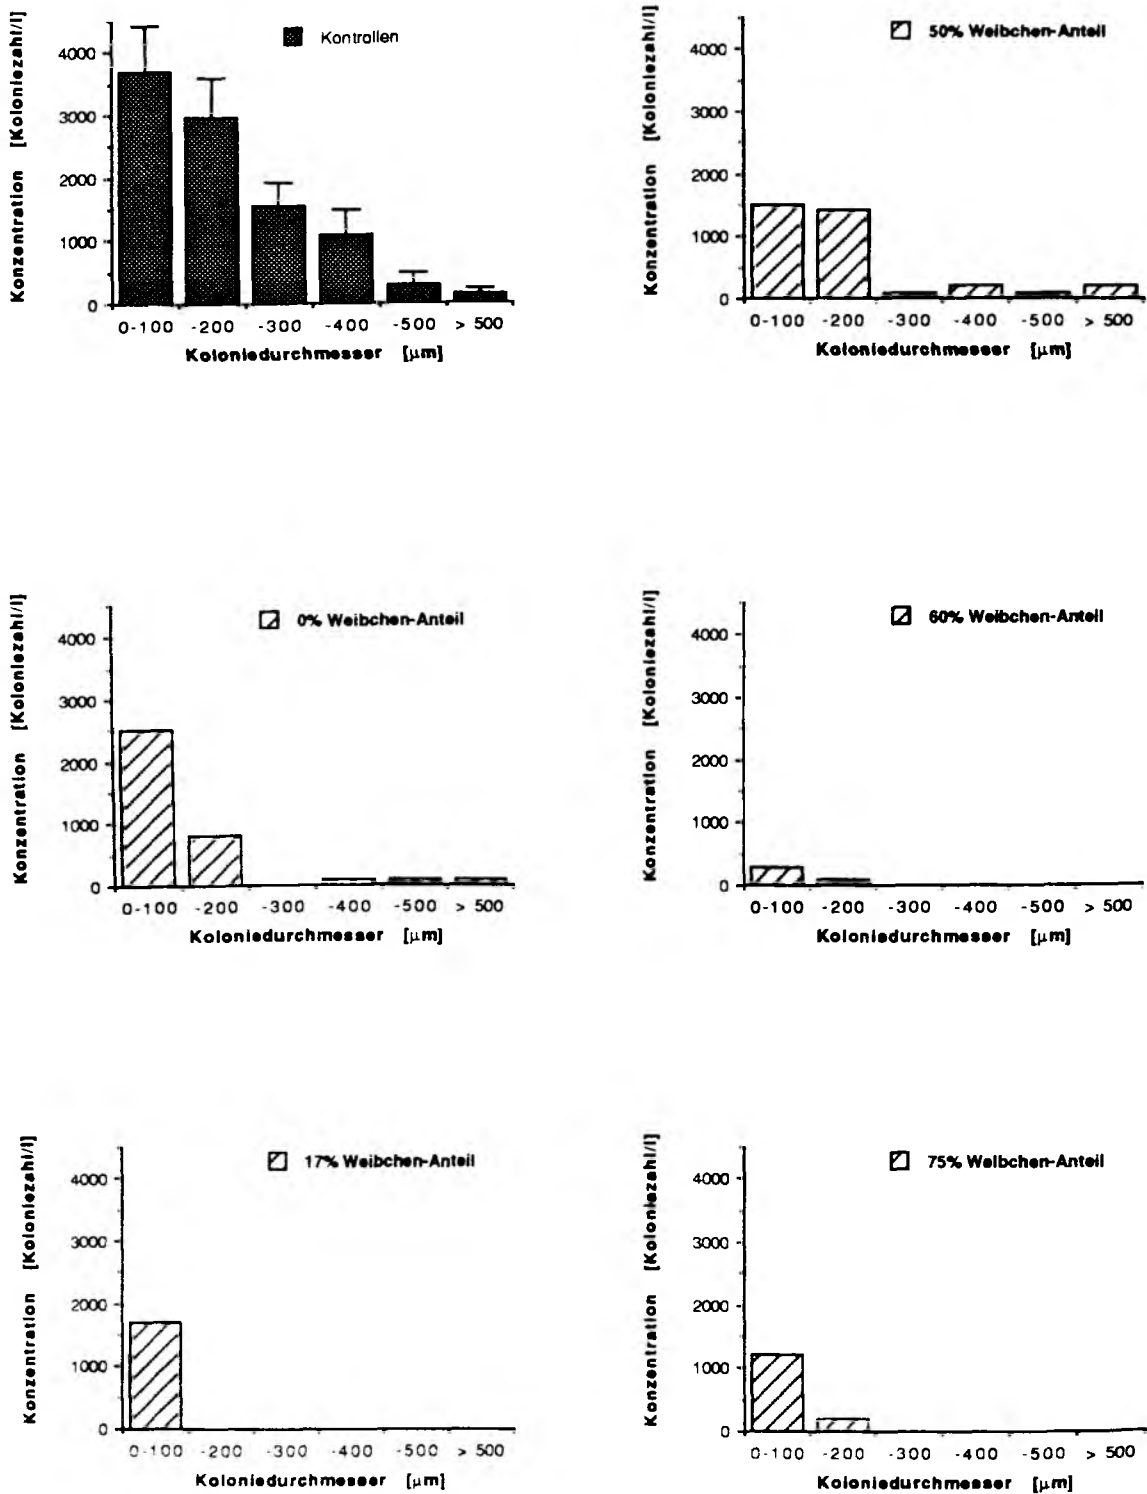 Konzentration [Koloniezahl/l]
Kontrollen
4000
3000
2000
1000
0
0-100 -200 -300 -400 -500 > 500
Koloniedurchmesser [µm]
Konzentration [Koloniezahl/l]
50% Weibchen-Anteil
4000
3000
2000
1000
0
0-100 -200 -300 -400 -500 > 500
Koloniedurchmesser [µm]
Konzentration [Koloniezahl/l]
0% Weibchen-Anteil
4000
3000
2000
1000
0
0-100 -200 -300 -400 -500 > 500
Koloniedurchmesser [µm]
Konzentration [Koloniezahl/l]
60% Weibchen-Anteil
4000
3000
2000
1000
0
0-100 -200 -300 -400 -500 > 500
Koloniedurchmesser [µm]
Konzentration [Koloniezahl/l]
17% Weibchen-Anteil
4000
3000
2000
1000
0
0-100 -200 -300 -400 -500 > 500
Koloniedurchmesser [µm]
Konzentration [Koloniezahl/l]
75% Weibchen-Anteil
4000
3000
2000
1000
0
0-100 -200 -300 -400 -500 > 500
Koloniedurchmesser [µm]